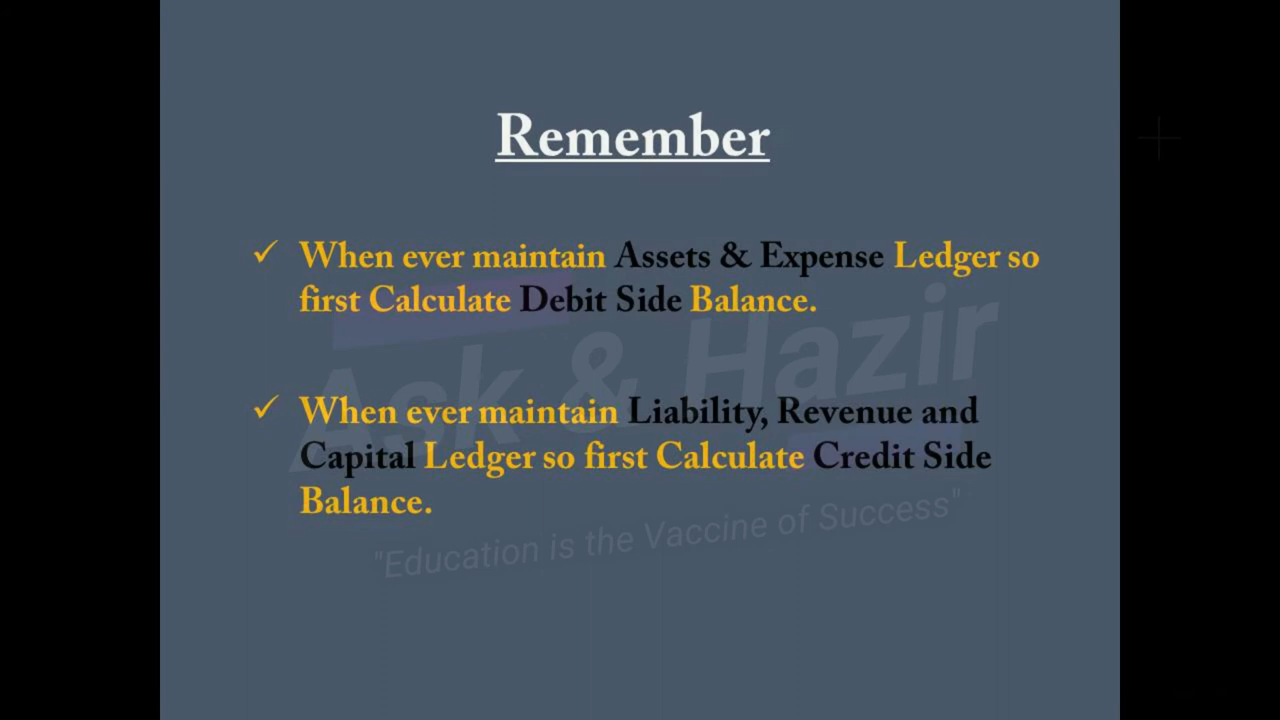 Remember
✓ When ever maintain Assets & Expense Ledger so
first Calculate Debit Side Balance.
✓ When ever maintain Liability, Revenue and
Capital Ledger so first Calculate Credit Side
Balance.
Ask & Hazir
"Education is the Vaccine of Success"